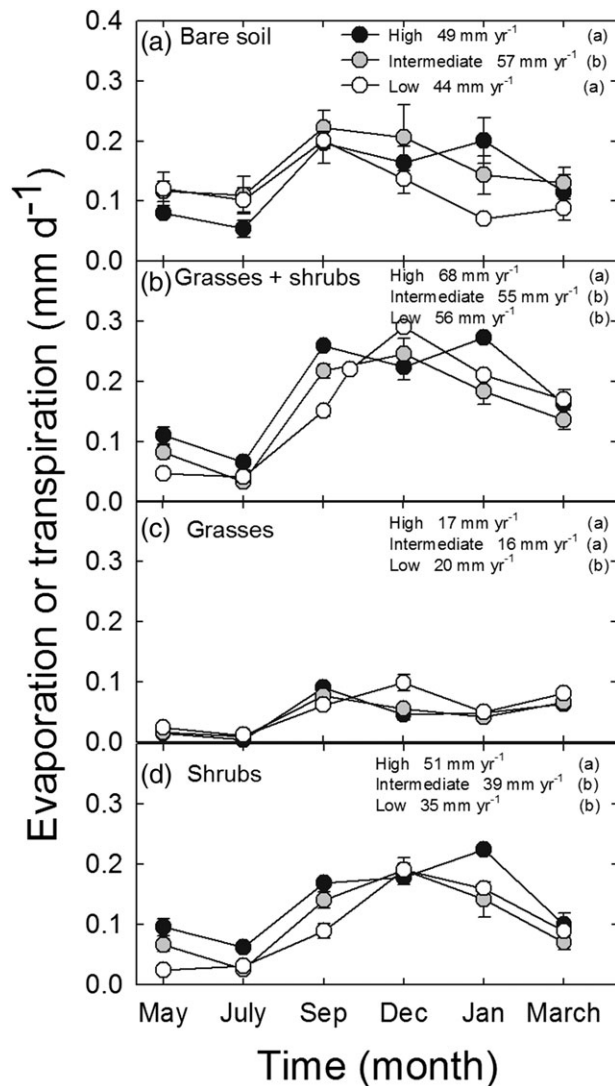 Evaporation or transpiration (mm d⁻¹)
0.4
(a) Bare soil
High 49 mm yr⁻¹ (a)
Intermediate 57 mm yr⁻¹ (b)
Low 44 mm yr⁻¹ (a)
0.3
0.2
0.1
0.0
(b) Grasses + shrubs
High 68 mm yr⁻¹ (a)
Intermediate 55 mm yr⁻¹ (b)
Low 56 mm yr⁻¹ (b)
0.3
0.2
0.1
0.0
(c) Grasses
High 17 mm yr⁻¹ (a)
Intermediate 16 mm yr⁻¹ (a)
Low 20 mm yr⁻¹ (b)
0.3
0.2
0.1
0.0
(d) Shrubs
High 51 mm yr⁻¹ (a)
Intermediate 39 mm yr⁻¹ (b)
Low 35 mm yr⁻¹ (b)
0.3
0.2
0.1
0.0
May July Sep Dec Jan March
Time (month)